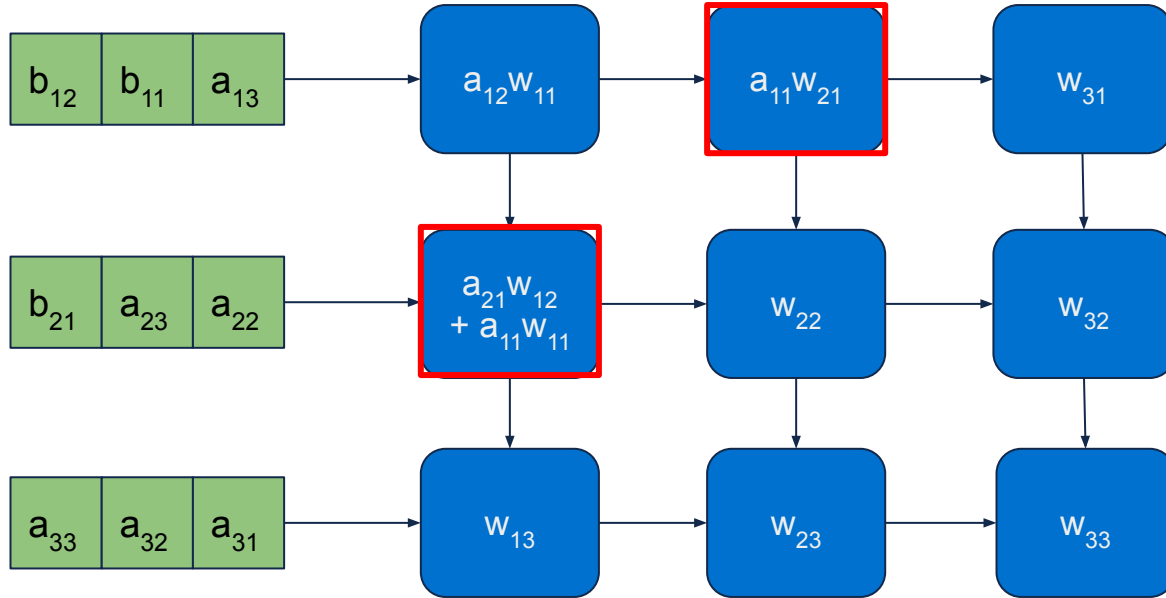 b₁₂ b₁₁ a₁₃ a₁₂w₁₁ a₁₁w₂₁ w₃₁
b₂₁ a₂₃ a₂₂ a₂₁w₁₂ w₂₂ w₃₂
+ a₁₁w₁₁
a₃₃ a₃₂ a₃₁ w₁₃ w₂₃ w₃₃